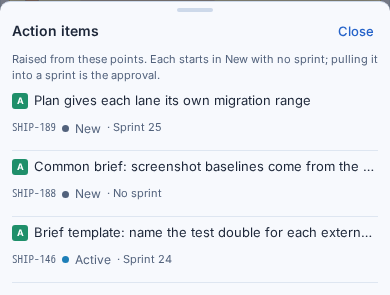 Action items
Close
Raised from these points. Each starts in New with no sprint; pulling it
into a sprint is the approval.
A Plan gives each lane its own migration range
SHIP-189 New · Sprint 25
A Common brief: screenshot baselines come from the ...
SHIP-188 New · No sprint
A Brief template: name the test double for each extern...
SHIP-146 Active · Sprint 24